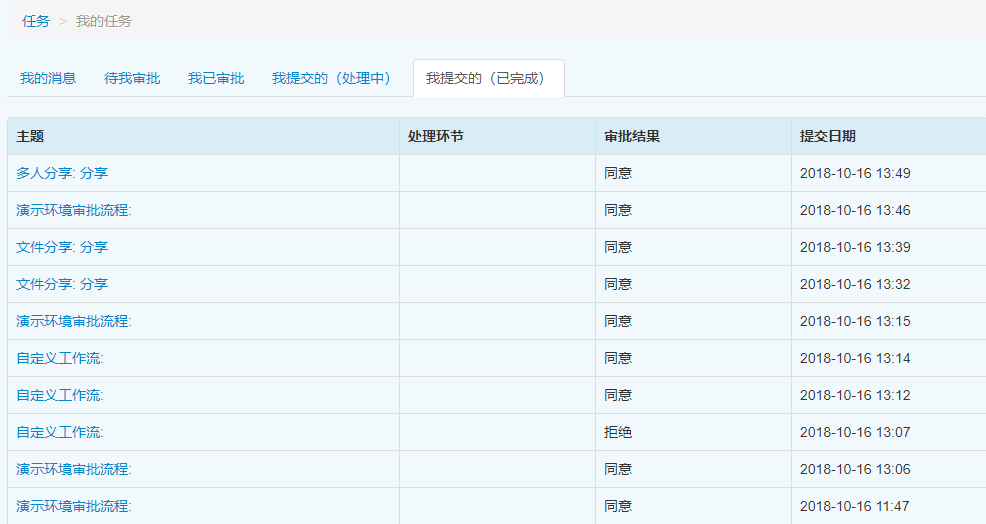 任务 > 我的任务
我的消息 待我审批 我已审批 我提交的（处理中） 我提交的（已完成）
主题 处理环节 审批结果 提交日期
多人分享: 分享 同意 2018-10-16 13:49
演示环境审批流程: 同意 2018-10-16 13:46
文件分享: 分享 同意 2018-10-16 13:39
文件分享: 分享 同意 2018-10-16 13:32
演示环境审批流程: 同意 2018-10-16 13:15
自定义工作流: 同意 2018-10-16 13:14
自定义工作流: 同意 2018-10-16 13:12
自定义工作流: 拒绝 2018-10-16 13:07
演示环境审批流程: 同意 2018-10-16 13:06
演示环境审批流程: 同意 2018-10-16 11:47